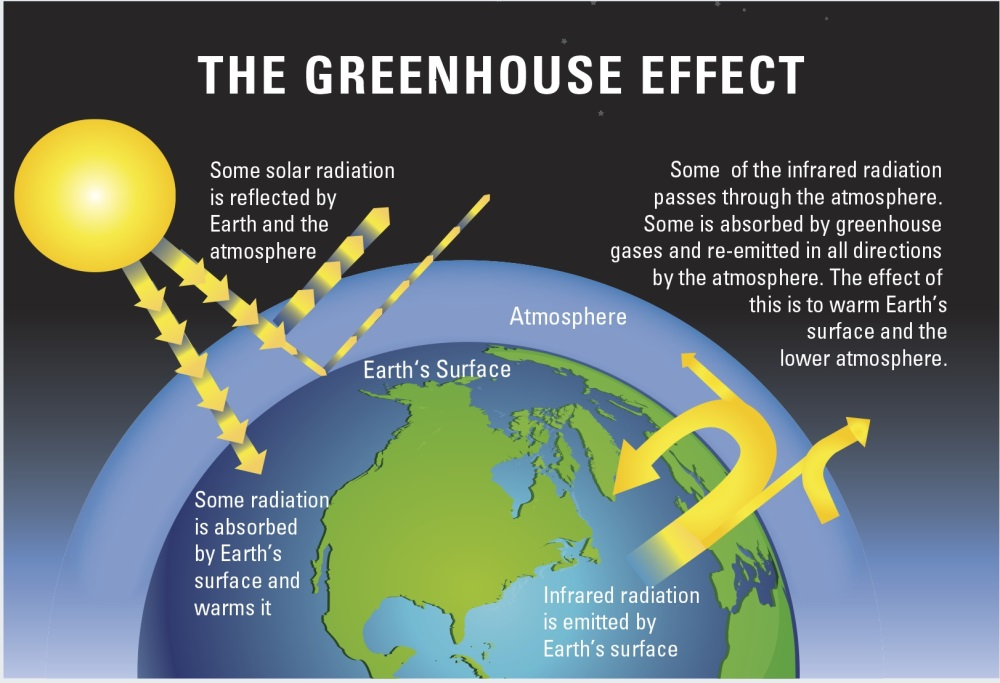 THE GREENHOUSE EFFECT
Some solar radiation
is reflected by
Earth and the
atmosphere
Some of the infrared radiation
passes through the atmosphere.
Some is absorbed by greenhouse
gases and re-emitted in all directions
by the atmosphere. The effect of
this is to warm Earth's
surface and the
lower atmosphere.
Atmosphere
Earth‘s Surface
Some radiation
is absorbed
by Earth's
surface and
warms it
Infrared radiation
is emitted by
Earth's surface